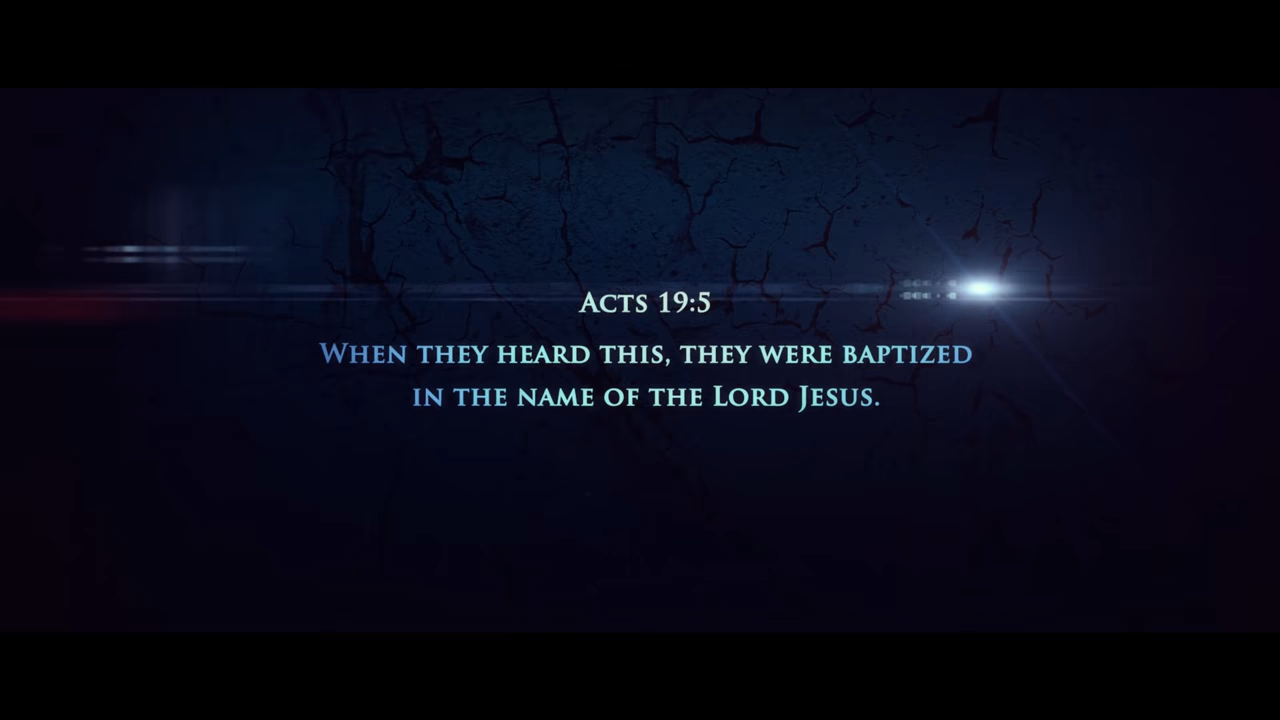 Acts 19:5
When they heard this, they were baptized
in the name of the Lord Jesus.